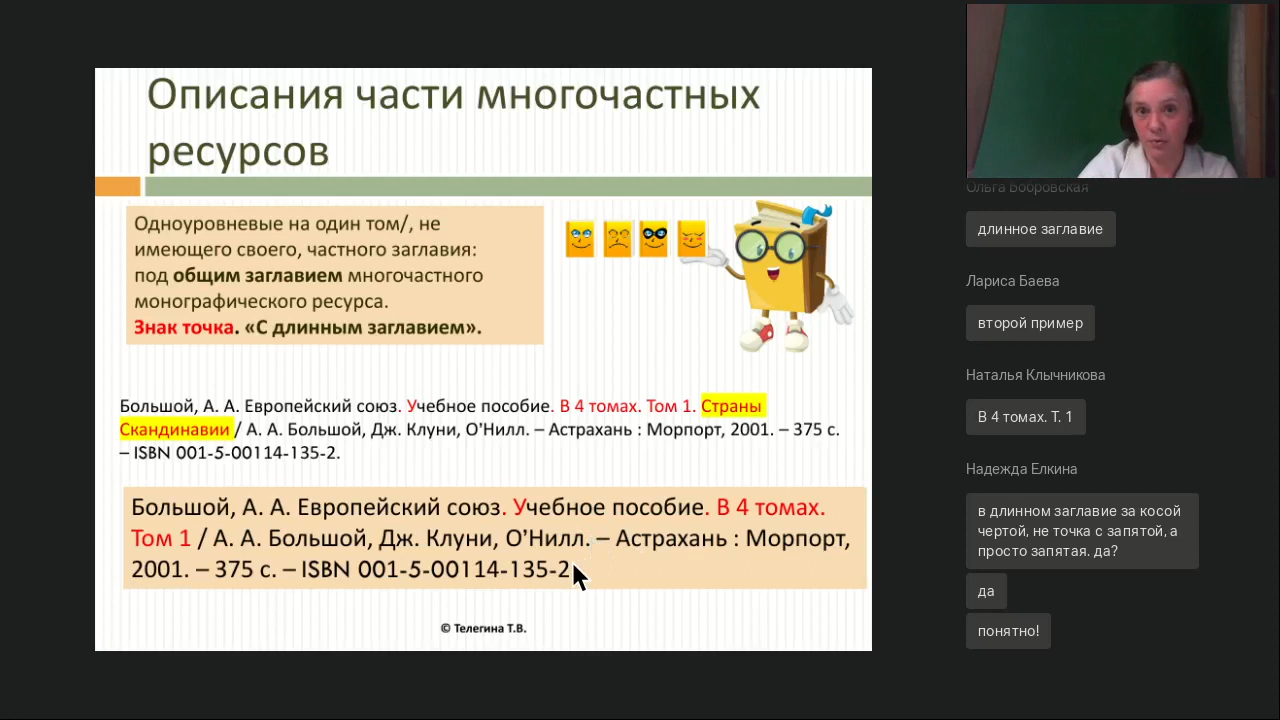 Описания части многочастных
ресурсов
Одноуровневые на один том/, не
имеющего своего, частного заглавия:
под общим заглавием многочастного
монографического ресурса.
Знак точка. «С длинным заглавием».
Большой, А. А. Европейский союз. Учебное пособие. В 4 томах. Том 1. Страны
Скандинавии / А. А. Большой, Дж. Клуни, О'Нилл. – Астрахань : Морпорт, 2001. – 375 с.
– ISBN 001-5-00114-135-2.
Большой, А. А. Европейский союз. Учебное пособие. В 4 томах.
Том 1 / А. А. Большой, Дж. Клуни, О’Нилл. – Астрахань : Морпорт,
2001. – 375 с. – ISBN 001-5-00114-135-2
© Телегина Т.В.
Ольга Бобровская
длинное заглавие
Лариса Баева
второй пример
Наталья Клычникова
В 4 томах. Т. 1
Надежда Елкина
в длинном заглавие за косой
чертой, не точка с запятой, а
просто запятая. да?
да
понятно!